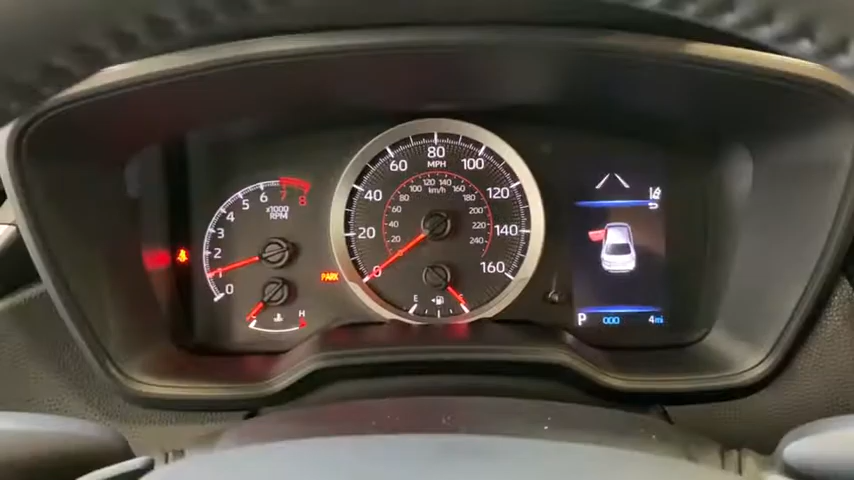 0 1 2 3 4 5 6 7 8
x1000
RPM
H
PARK
0 20 40 60 80 100 120 140 160
MPH
20 40 60 80 100 120 140 160 180 200 220 240
km/h
E
P 000 4mi